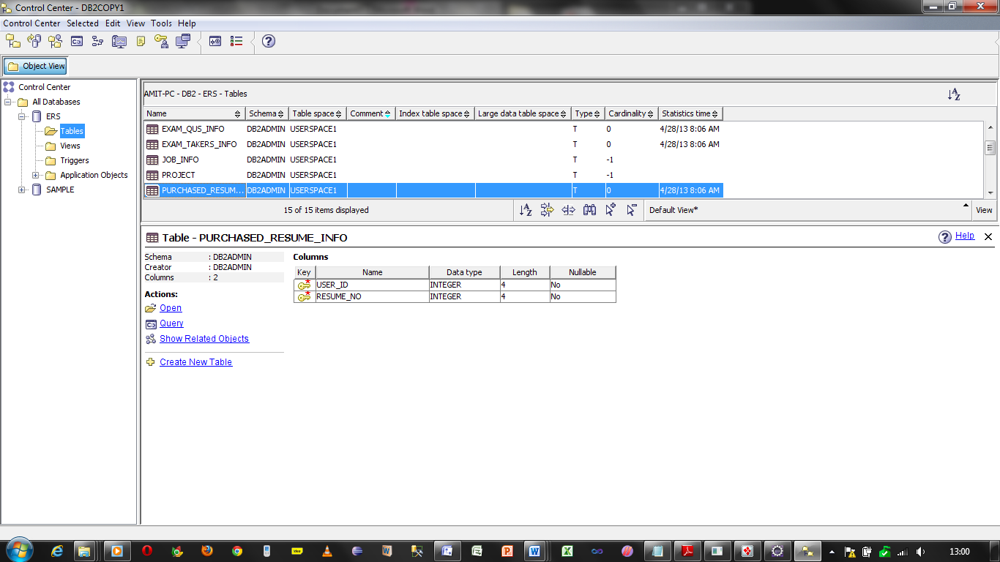 Control Center - DB2COPY1
Control Center Selected Edit View Tools Help
Object View
Control Center
All Databases
ERS
Tables
Views
Triggers
Application Objects
SAMPLE
AMIT-PC - DB2 - ERS - Tables
Name Schema Table space Comment Index table space Large data table space Type Cardinality Statistics time
EXAM_QUS_INFO DB2ADMIN USERSPACE1 T 0 4/28/13 8:06 AM
EXAM_TAKERS_INFO DB2ADMIN USERSPACE1 T 0 4/28/13 8:06 AM
JOB_INFO DB2ADMIN USERSPACE1 T -1
PROJECT DB2ADMIN USERSPACE1 T -1
PURCHASED_RESUM... DB2ADMIN USERSPACE1 T 0 4/28/13 8:06 AM
15 of 15 items displayed Default View* View
Table - PURCHASED_RESUME_INFO Help
Schema : DB2ADMIN
Creator : DB2ADMIN
Columns : 2
Actions:
Open
Query
Show Related Objects
Create New Table
Columns
Key Name Data type Length Nullable
USER_ID INTEGER 4 No
RESUME_NO INTEGER 4 No
13:00